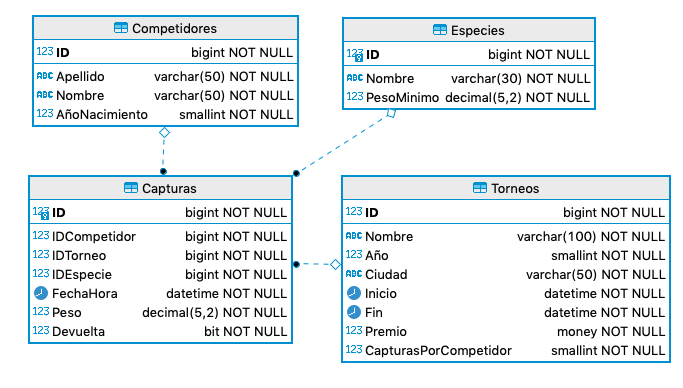 Competidores
123 ID bigint NOT NULL
ABC Apellido varchar(50) NOT NULL
ABC Nombre varchar(50) NOT NULL
123 AñoNacimiento smallint NOT NULL
Especies
123 ID bigint NOT NULL
ABC Nombre varchar(30) NOT NULL
123 PesoMinimo decimal(5,2) NOT NULL
Capturas
123 ID bigint NOT NULL
123 IDCompetidor bigint NOT NULL
123 IDTorneo bigint NOT NULL
123 IDEspecie bigint NOT NULL
FechaHora datetime NOT NULL
123 Peso decimal(5,2) NOT NULL
123 Devuelta bit NOT NULL
Torneos
123 ID bigint NOT NULL
ABC Nombre varchar(100) NOT NULL
123 Año smallint NOT NULL
ABC Ciudad varchar(50) NOT NULL
Inicio datetime NOT NULL
Fin datetime NOT NULL
123 Premio money NOT NULL
123 CapturasPorCompetidor smallint NOT NULL